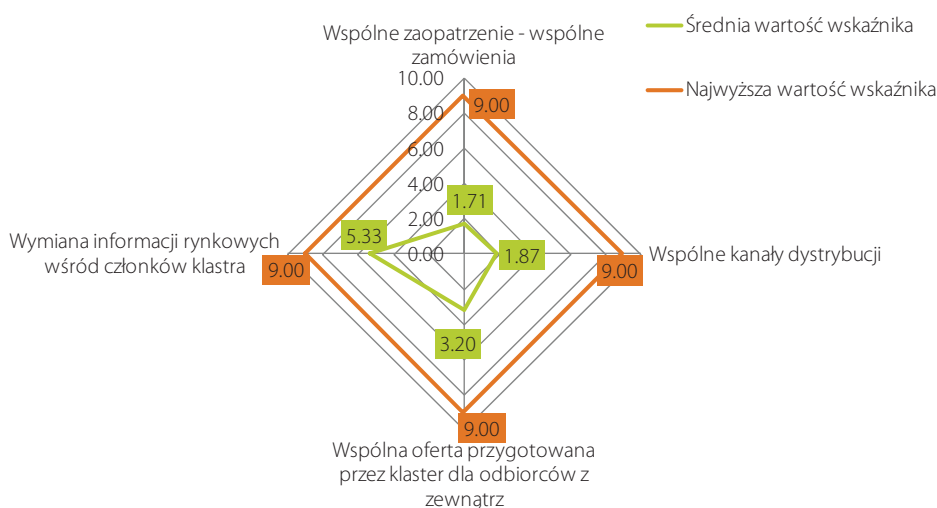 Wspólne zaopatrzenie - wspólne
zamówienia
Średnia wartość wskaźnika
Najwyższa wartość wskaźnika
10.00
9.00
8.00
6.00
4.00
1.71
2.00
5.33
0.00
1.87
Wymiana informacji rynkowych
wśród członków klastra
9.00
Wspólne kanały dystrybucji
9.00
3.20
9.00
Wspólna oferta przygotowana
przez klaster dla odbiorców z
zewnątrz